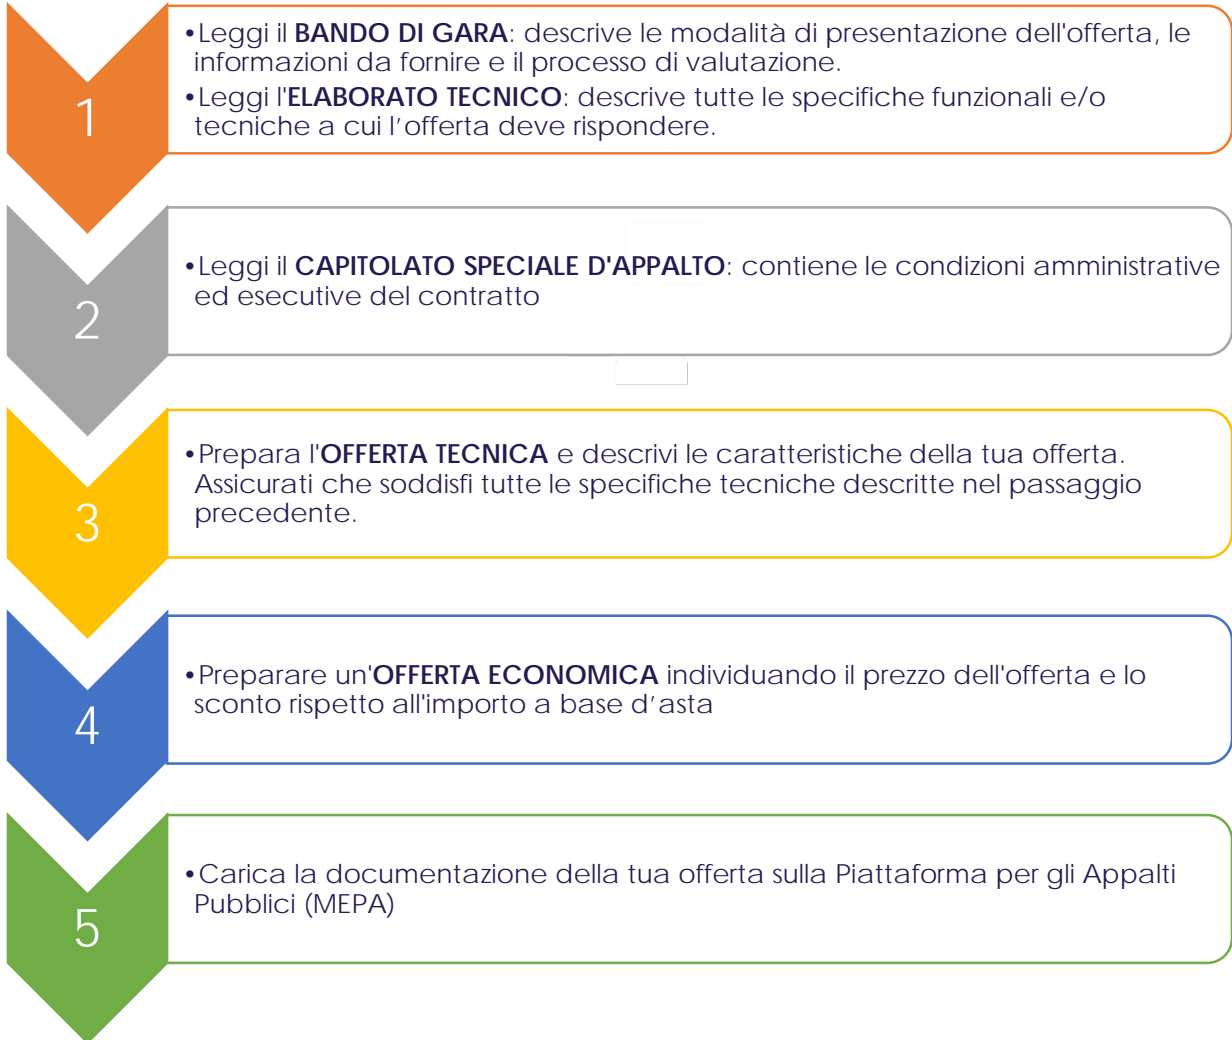 1
•Leggi il BANDO DI GARA: descrive le modalità di presentazione dell'offerta, le
informazioni da fornire e il processo di valutazione.
•Leggi l'ELABORATO TECNICO: descrive tutte le specifiche funzionali e/o
tecniche a cui l’offerta deve rispondere.
2
•Leggi il CAPITOLATO SPECIALE D'APPALTO: contiene le condizioni amministrative
ed esecutive del contratto
3
•Prepara l'OFFERTA TECNICA e descrivi le caratteristiche della tua offerta.
Assicurati che soddisfi tutte le specifiche tecniche descritte nel passaggio
precedente.
4
•Preparare un'OFFERTA ECONOMICA individuando il prezzo dell'offerta e lo
sconto rispetto all'importo a base d’asta
5
•Carica la documentazione della tua offerta sulla Piattaforma per gli Appalti
Pubblici (MEPA)